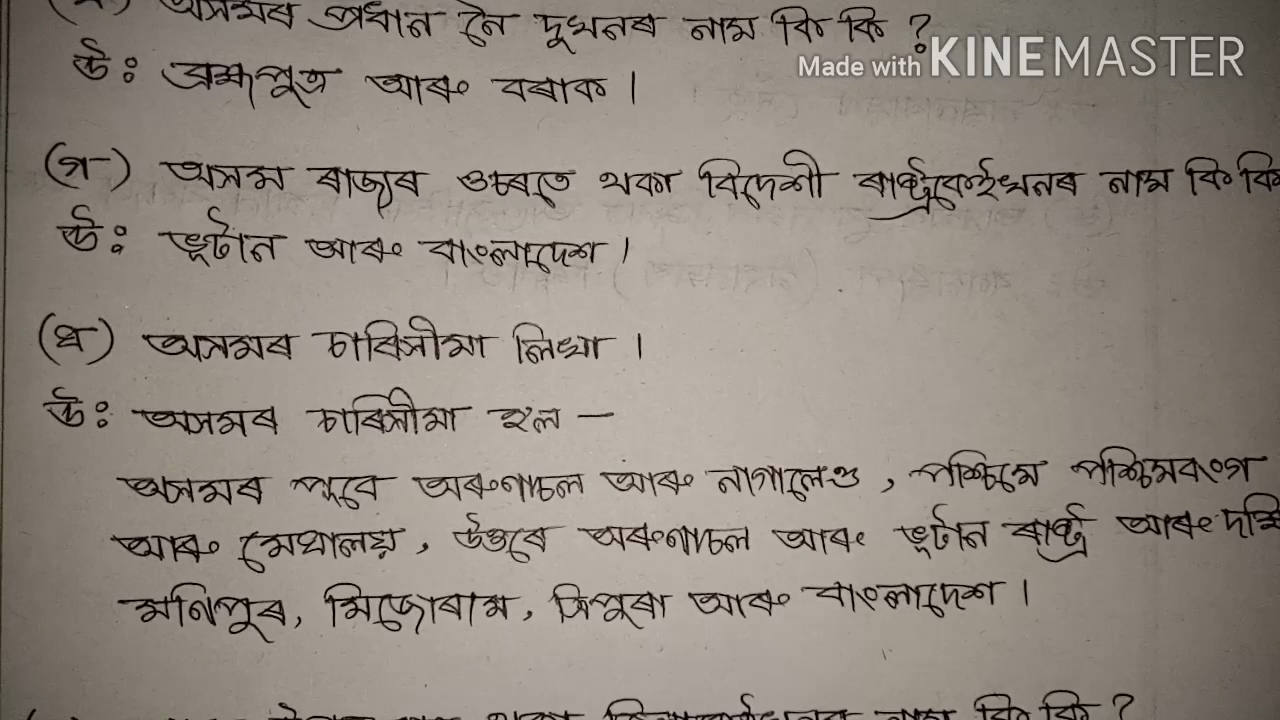 অসমৰ প্ৰধান নৈ দুখনৰ নাম কি কি ?
Made with KINEMASTER
উঃ ব্ৰহ্মপুত্ৰ আৰু বৰাক ।
(গ) অসম ৰাজ্যৰ ওচৰতে থকা বিদেশী ৰাষ্ট্ৰকেইখনৰ নাম কি কি
উঃ ভূটান আৰু বাংলাদেশ ।
(ঘ) অসমৰ চাৰিসীমা লিখা ।
উঃ অসমৰ চাৰিসীমা হ'ল —
অসমৰ পূবে অৰুণাচল আৰু নাগালেণ্ড , পশ্চিমে পশ্চিমবংগ
আৰু মেঘালয় , উত্তৰে অৰুণাচল আৰু ভূটান ৰাষ্ট্ৰ আৰু
মণিপুৰ , মিজোৰাম , ত্ৰিপুৰা আৰু বাংলাদেশ ।
নাম কি কি ?